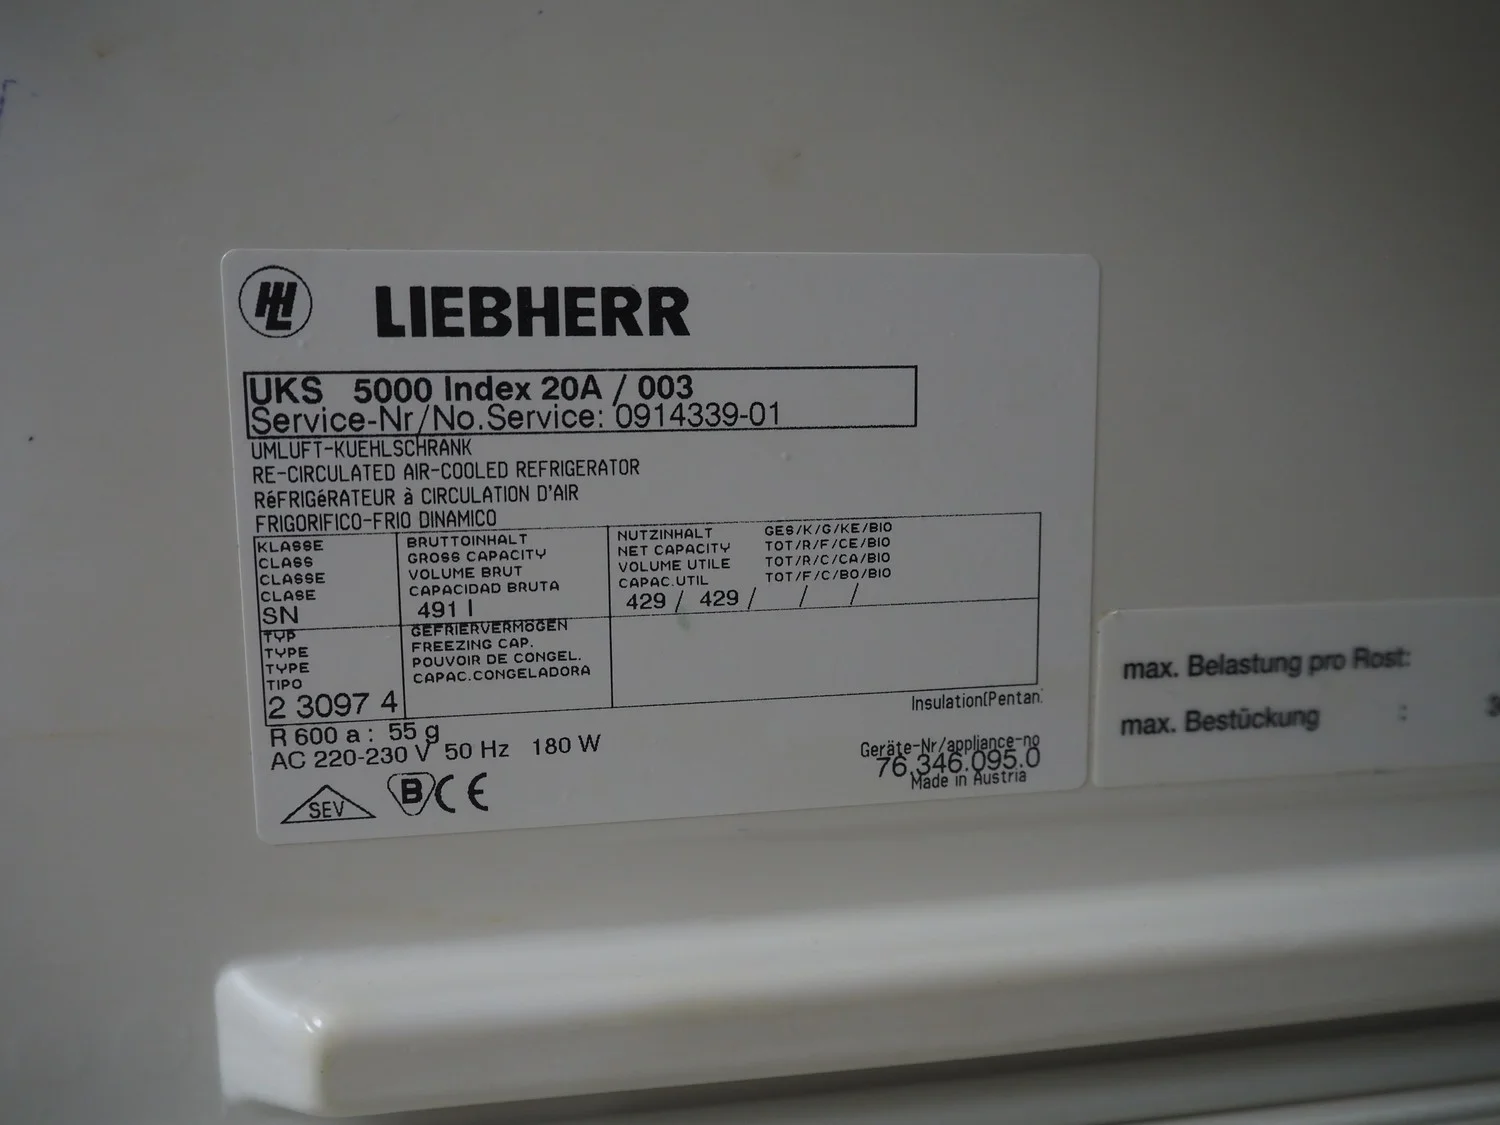 HLL LIEBHERR
UKS 5000 Index 20A / 003
Service-Nr/No.Service: 0914339-01
UMLUFT-KUEHLSCHRANK
RE-CIRCULATED AIR-COOLED REFRIGERATOR
RéFRIGéRATEUR à CIRCULATION D'AIR
FRIGORIFICO-FRIO DINAMICO
KLASSE
CLASS
CLASSE
CLASE
SN
BRUTTOINHALT
GROSS CAPACITY
VOLUME BRUT
CAPACIDAD BRUTA
491 l
NUTZINHALT GES/K/G/KE/BIO
NET CAPACITY TOT/R/F/CE/BIO
VOLUME UTILE TOT/R/C/CA/BIO
CAPAC.UTIL TOT/F/C/BO/BIO
429 / 429 / / /
TYP
TYPE
TYPE
TIPO
2 3097 4
GEFRIERVERMÖGEN
FREEZING CAP.
POUVOIR DE CONGEL.
CAPAC.CONGELADORA
R 600 a : 55 g
AC 220-230 V 50 Hz 180 W
SEV B CE
Insulation(Pentan)
Geräte-Nr/appliance-no
76.346.095.0
Made in Austria
max. Belastung pro Rost:
max. Bestückung :